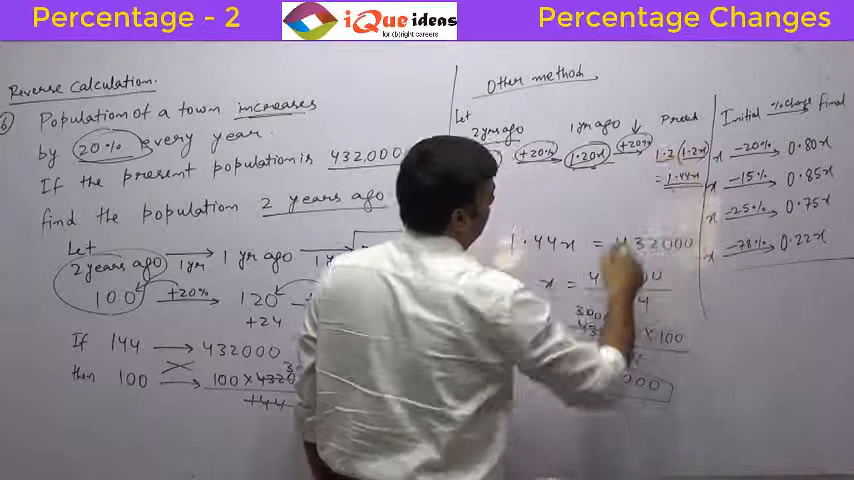 Percentage - 2
iQue ideas
for (b)right careers
Percentage Changes
Reverse Calculation.
6
Population of a town increases
by 20% every year.
If the present population is 432,000
find the population 2 years ago
Let
2 years ago → 1 yr ago
1 yr
100 +20% 120
+24
If 144 → 432000
then 100 → 100 × 4320
144
Other method
Let
2 yrs ago 1 yr ago Present
+20% 1.20x +20% 1.2 (1.2x)
= 1.44x
1.44x = 432000
x =
× 100
Initial % change final
x -20% 0.80x
x -15% 0.85x
x -25% 0.75x
x -78% 0.22x